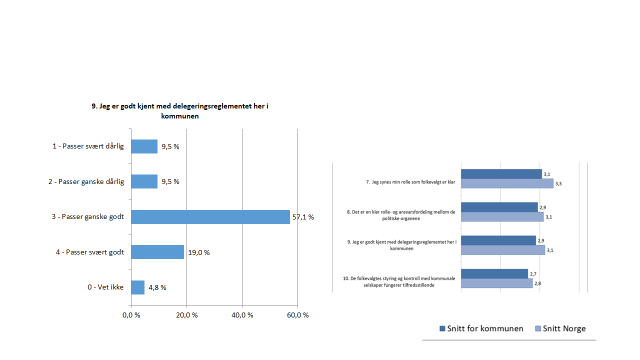 9. Jeg er godt kjent med delegeringsreglementet her i
kommunen
1 - Passer svært dårlig
9,5 %
2 - Passer ganske dårlig
9,5 %
3 - Passer ganske godt
57,1 %
4 - Passer svært godt
19,0 %
0 - Vet ikke
4,8 %
0,0 %
20,0 %
40,0 %
60,0 %
7. Jeg synes min rolle som folkevalgt er klar
3,1
3,5
8. Det er en klar rolle- og ansvarsfordeling mellom de
politiske organene
2,9
3,1
9. Jeg er godt kjent med delegeringsreglementet her i
kommunen
2,9
3,1
10. De folkevalgtes styring og kontroll med kommunale
selskaper fungerer tilfredsstillende
2,7
2,8
Snitt for kommunen
Snitt Norge